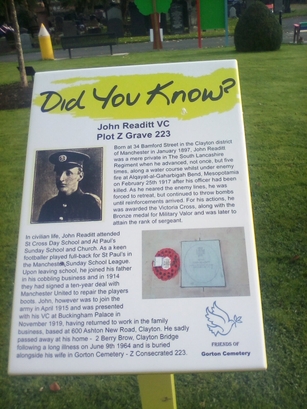 Did You Know?
John Readitt VC
Plot Z Grave 223
Born at 34 Bamford Street in the Clayton district
of Manchester in January 1897, John Readitt
was a mere private in The South Lancashire
Regiment when he advanced, not once, but five
times, along a water course whilst under enemy
fire at Alqayat-al-Gaharbigah Bend, Mesopotamia
on February 25th 1917 after his officer had been
killed. As he neared the enemy lines, he was
forced to retreat, but continued to throw bombs
until reinforcements arrived. For his actions, he
was awarded the Victoria Cross, along with the
Bronze medal for Military Valor and was later to
attain the rank of sergeant.
In civilian life, John Readitt attended
St Cross Day School and At Paul's
Sunday School and Church. As a keen
footballer played full-back for St Paul's in
the Manchester Sunday School League.
Upon leaving school, he joined his father
in his cobbling business and in 1914
they had signed a ten-year deal with
Manchester United to repair the players
boots. John, however was to join the
army in April 1915 and was presented
with his VC at Buckingham Palace in
November 1919, having returned to work in the family
business, based at 600 Ashton New Road, Clayton. He sadly
passed away at his home - 2 Berry Brow, Clayton Bridge
following a long illness on June 9th 1964 and is buried
alongside his wife in Gorton Cemetery - Z Consecrated 223.
FRIENDS OF
Gorton Cemetery